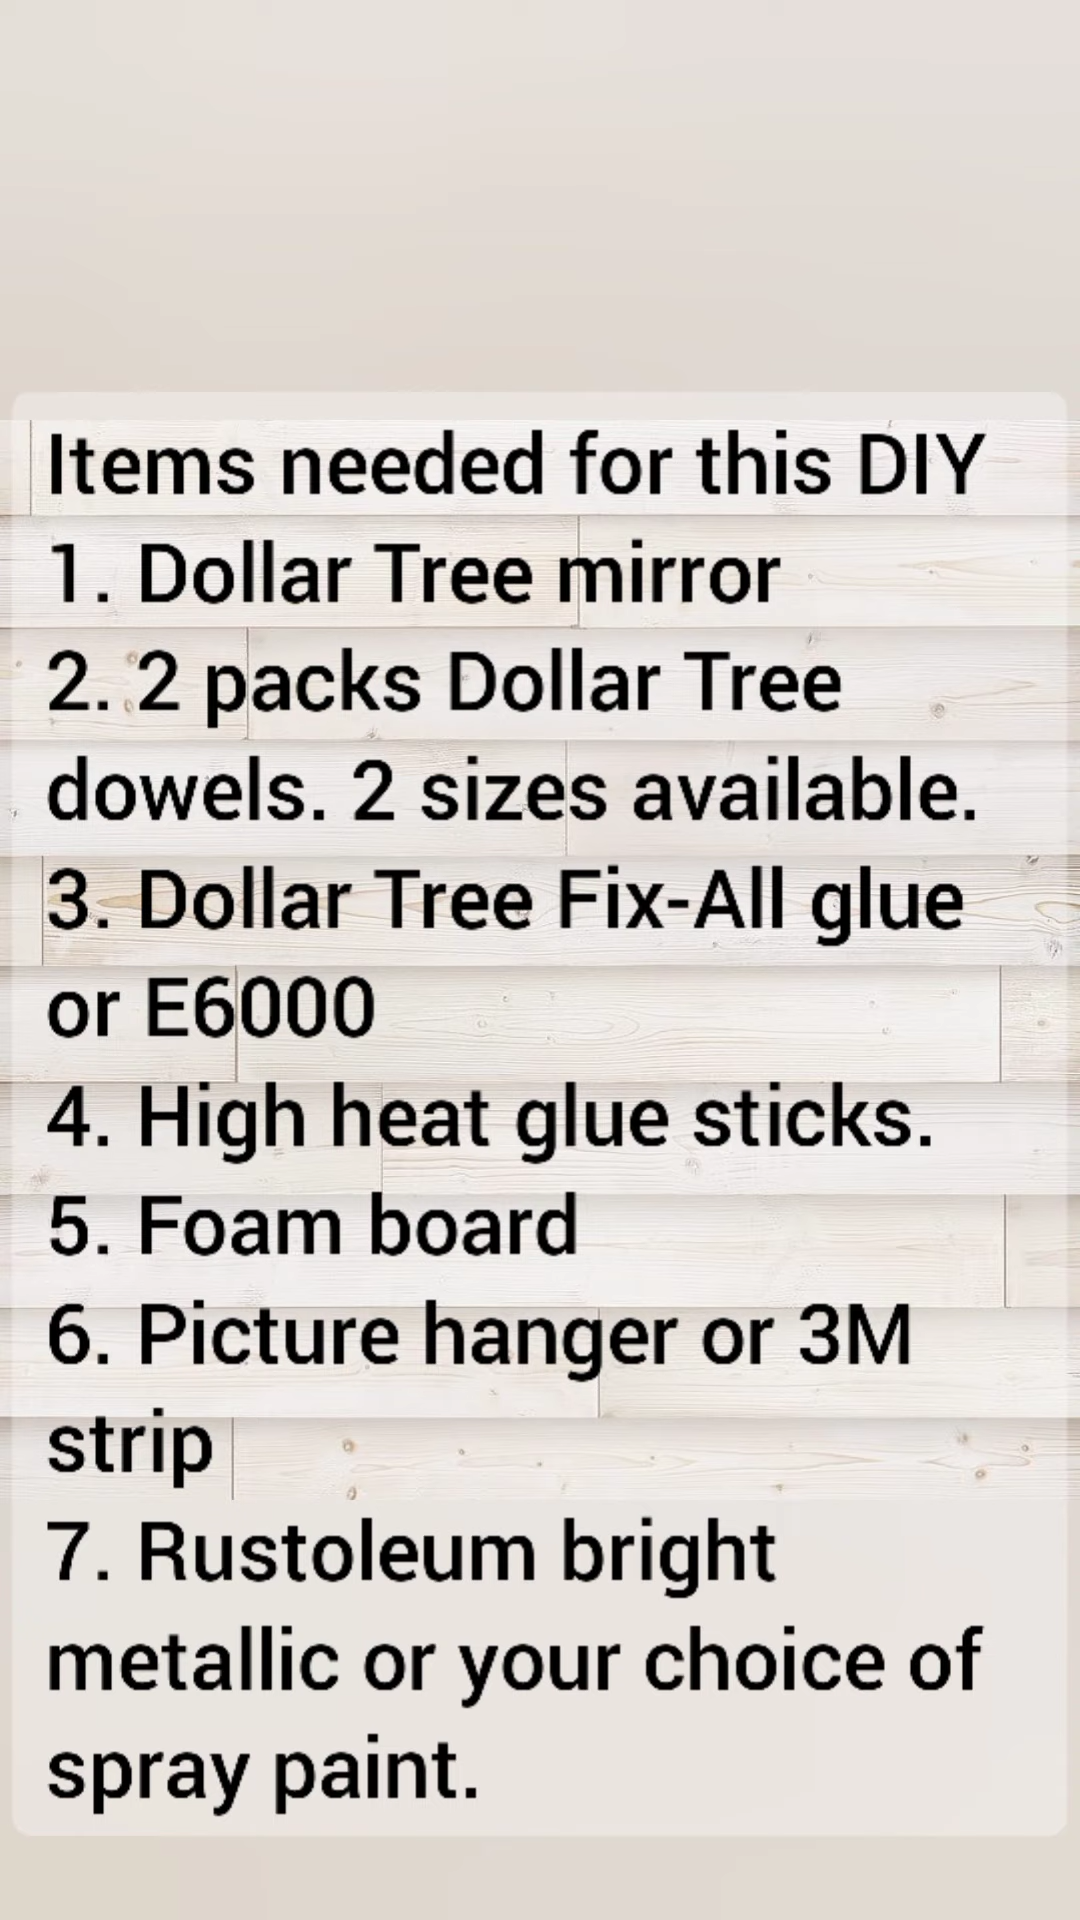 Items needed for this DIY
1. Dollar Tree mirror
2. 2 packs Dollar Tree
dowels. 2 sizes available.
3. Dollar Tree Fix-All glue
or E6000
4. High heat glue sticks.
5. Foam board
6. Picture hanger or 3M
strip
7. Rustoleum bright
metallic or your choice of
spray paint.